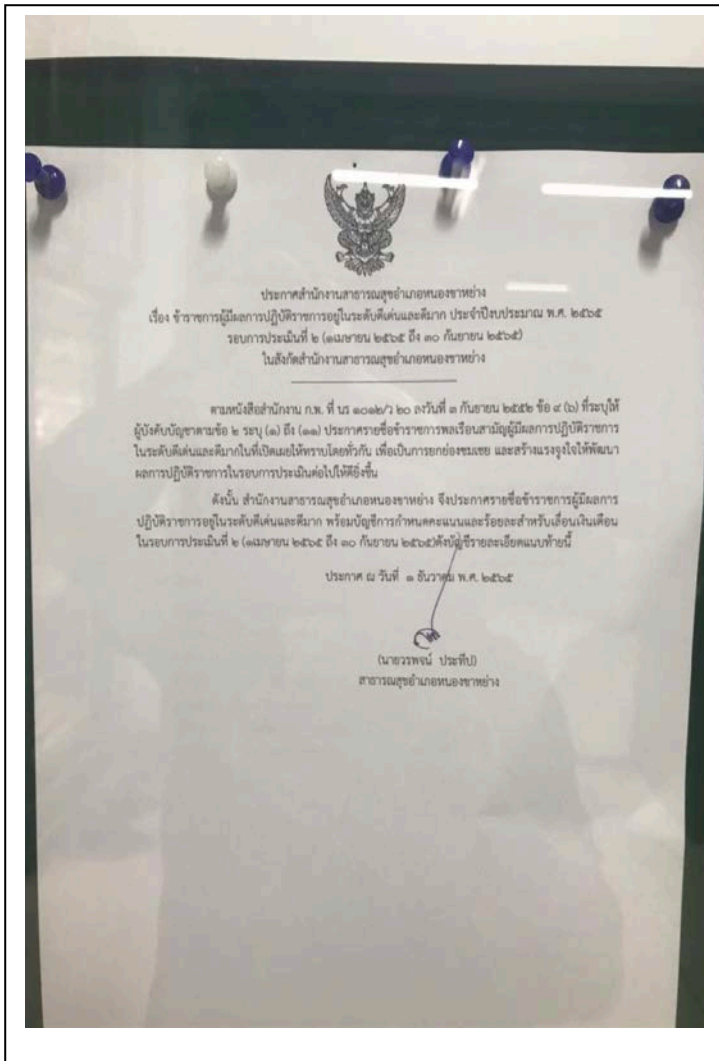 ประกาศสำนักงานสาธารณสุขอำเภอหนองขาหย่าง
เรื่อง ข้าราชการผู้มีผลการปฏิบัติราชการอยู่ในระดับดีเด่นและดีมาก ประจำปีงบประมาณ พ.ศ. ๒๕๖๕
รอบการประเมินที่ ๒ (๑เมษายน ๒๕๖๕ ถึง ๓๐ กันยายน ๒๕๖๕)
ในสังกัดสำนักงานสาธารณสุขอำเภอหนองขาหย่าง
ตามหนังสือสำนักงาน ก.พ. ที่ นร ๑๐๑๒/ว ๒๐ ลงวันที่ ๓ กันยายน ๒๕๕๒ ข้อ ๙ (๖) ที่ระบุให้
ผู้บังคับบัญชาตามข้อ ๒ ระบุ (๑) ถึง (๑๑) ประกาศรายชื่อข้าราชการพลเรือนสามัญผู้มีผลการปฏิบัติราชการ
ในระดับดีเด่นและดีมากในที่เปิดเผยให้ทราบโดยทั่วกัน เพื่อเป็นการยกย่องชมเชย และสร้างแรงจูงใจให้พัฒนา
ผลการปฏิบัติราชการในรอบการประเมินต่อไปให้ดียิ่งขึ้น
ดังนั้น สำนักงานสาธารณสุขอำเภอหนองขาหย่าง จึงประกาศรายชื่อข้าราชการผู้มีผลการ
ปฏิบัติราชการอยู่ในระดับดีเด่นและดีมาก พร้อมบัญชีการกำหนดคะแนนและร้อยละสำหรับเลื่อนเงินเดือน
ในรอบการประเมินที่ ๒ (๑เมษายน ๒๕๖๕ ถึง ๓๐ กันยายน ๒๕๖๕)ดังบัญชีรายละเอียดแนบท้ายนี้
ประกาศ ณ วันที่ ๑ ธันวาคม พ.ศ. ๒๕๖๕
(นายวรพจน์ ประทีป)
สาธารณสุขอำเภอหนองขาหย่าง